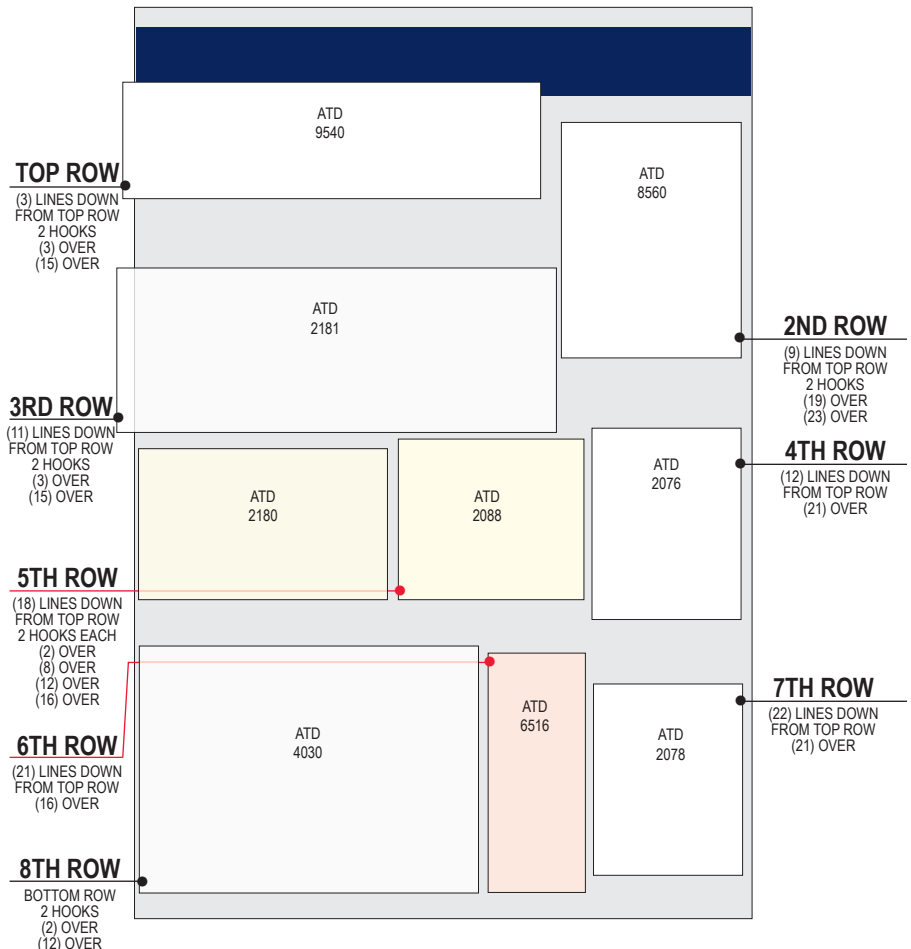 ATD
9540
ATD
8560
TOP ROW
(3) LINES DOWN
FROM TOP ROW
2 HOOKS
(3) OVER
(15) OVER
ATD
2181
2ND ROW
(9) LINES DOWN
FROM TOP ROW
2 HOOKS
(19) OVER
(23) OVER
3RD ROW
(11) LINES DOWN
FROM TOP ROW
2 HOOKS
(3) OVER
(15) OVER
4TH ROW
(12) LINES DOWN
FROM TOP ROW
(21) OVER
ATD
2180
ATD
2088
ATD
2076
5TH ROW
(18) LINES DOWN
FROM TOP ROW
2 HOOKS EACH
(2) OVER
(8) OVER
(12) OVER
(16) OVER
ATD
4030
ATD
6516
ATD
2078
6TH ROW
(21) LINES DOWN
FROM TOP ROW
(16) OVER
7TH ROW
(22) LINES DOWN
FROM TOP ROW
(21) OVER
8TH ROW
BOTTOM ROW
2 HOOKS
(2) OVER
(12) OVER